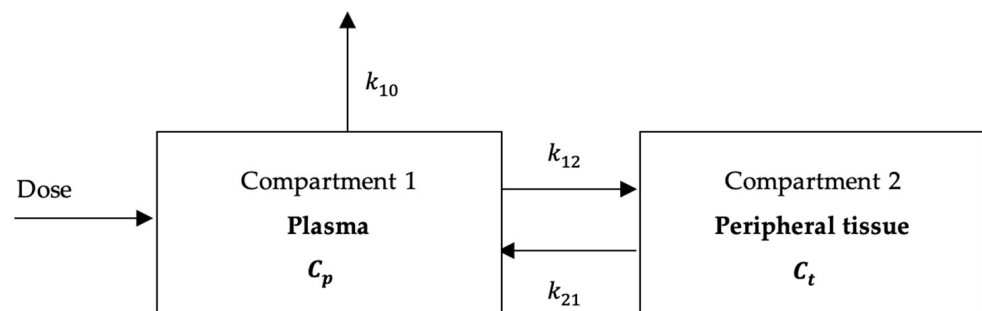 k₁₀
Dose
Compartment 1
Plasma
Cₚ
k₁₂
k₂₁
Compartment 2
Peripheral tissue
Cₜ